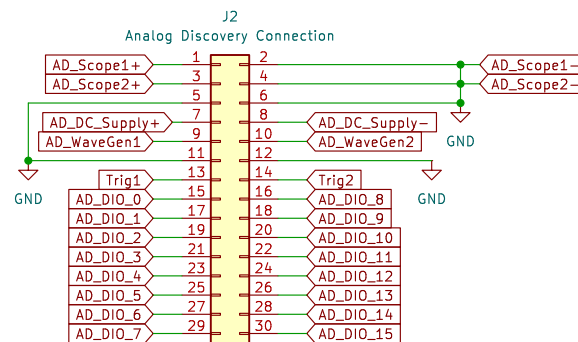 J2
Analog Discovery Connection
AD_Scope1+ 1 2 AD_Scope1-
AD_Scope2+ 3 4 AD_Scope2-
5 6
AD_DC_Supply+ 7 8 AD_DC_Supply-
AD_WaveGen1 9 10 AD_WaveGen2 GND
11 12
Trig1 13 14 Trig2
GND AD_DIO_0 15 16 AD_DIO_8 GND
AD_DIO_1 17 18 AD_DIO_9
AD_DIO_2 19 20 AD_DIO_10
AD_DIO_3 21 22 AD_DIO_11
AD_DIO_4 23 24 AD_DIO_12
AD_DIO_5 25 26 AD_DIO_13
AD_DIO_6 27 28 AD_DIO_14
AD_DIO_7 29 30 AD_DIO_15